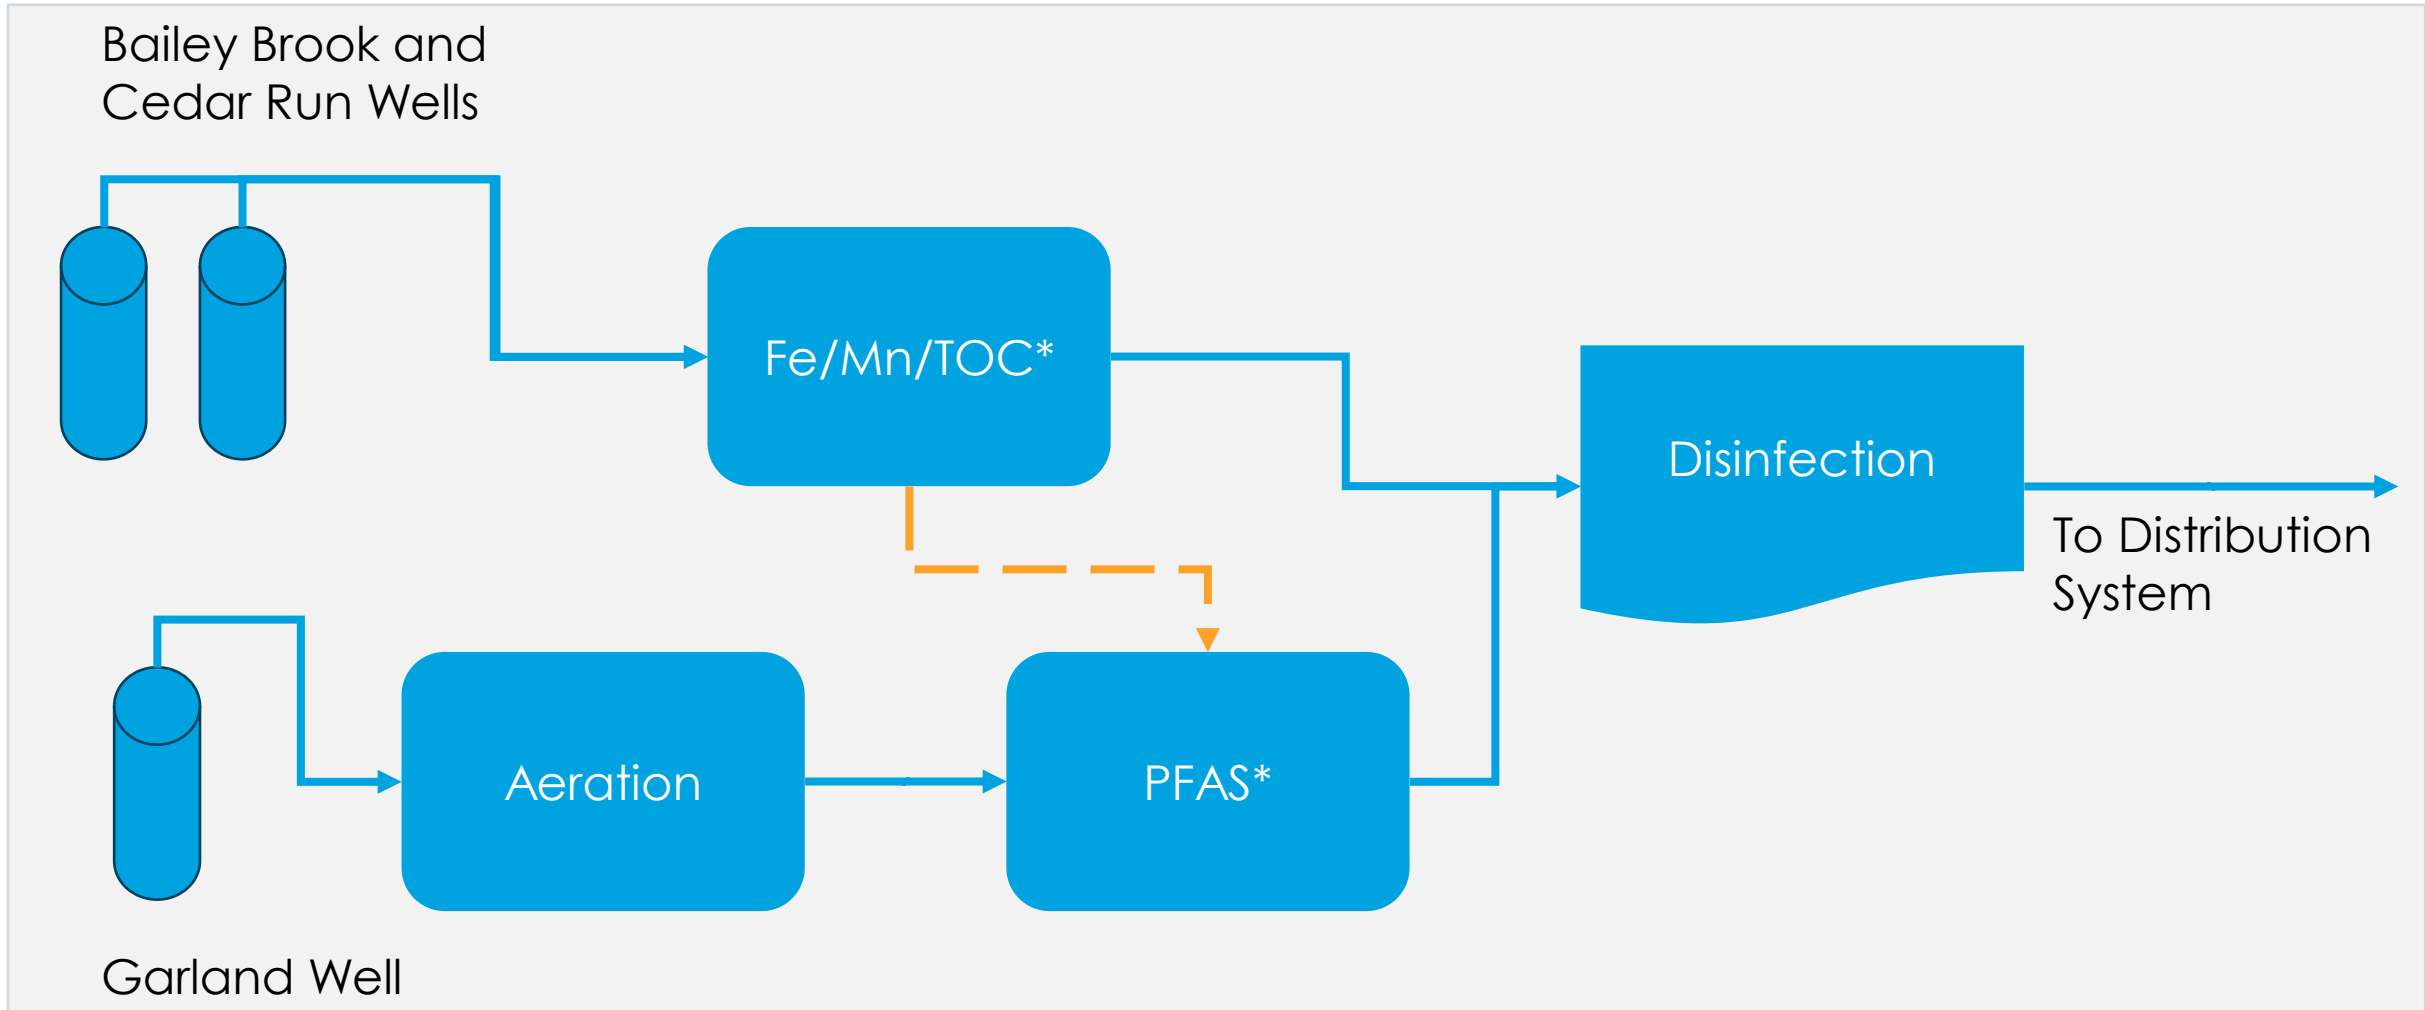 Bailey Brook and
Cedar Run Wells
Fe/Mn/TOC*
Disinfection
To Distribution
System
Aeration
PFAS*
Garland Well